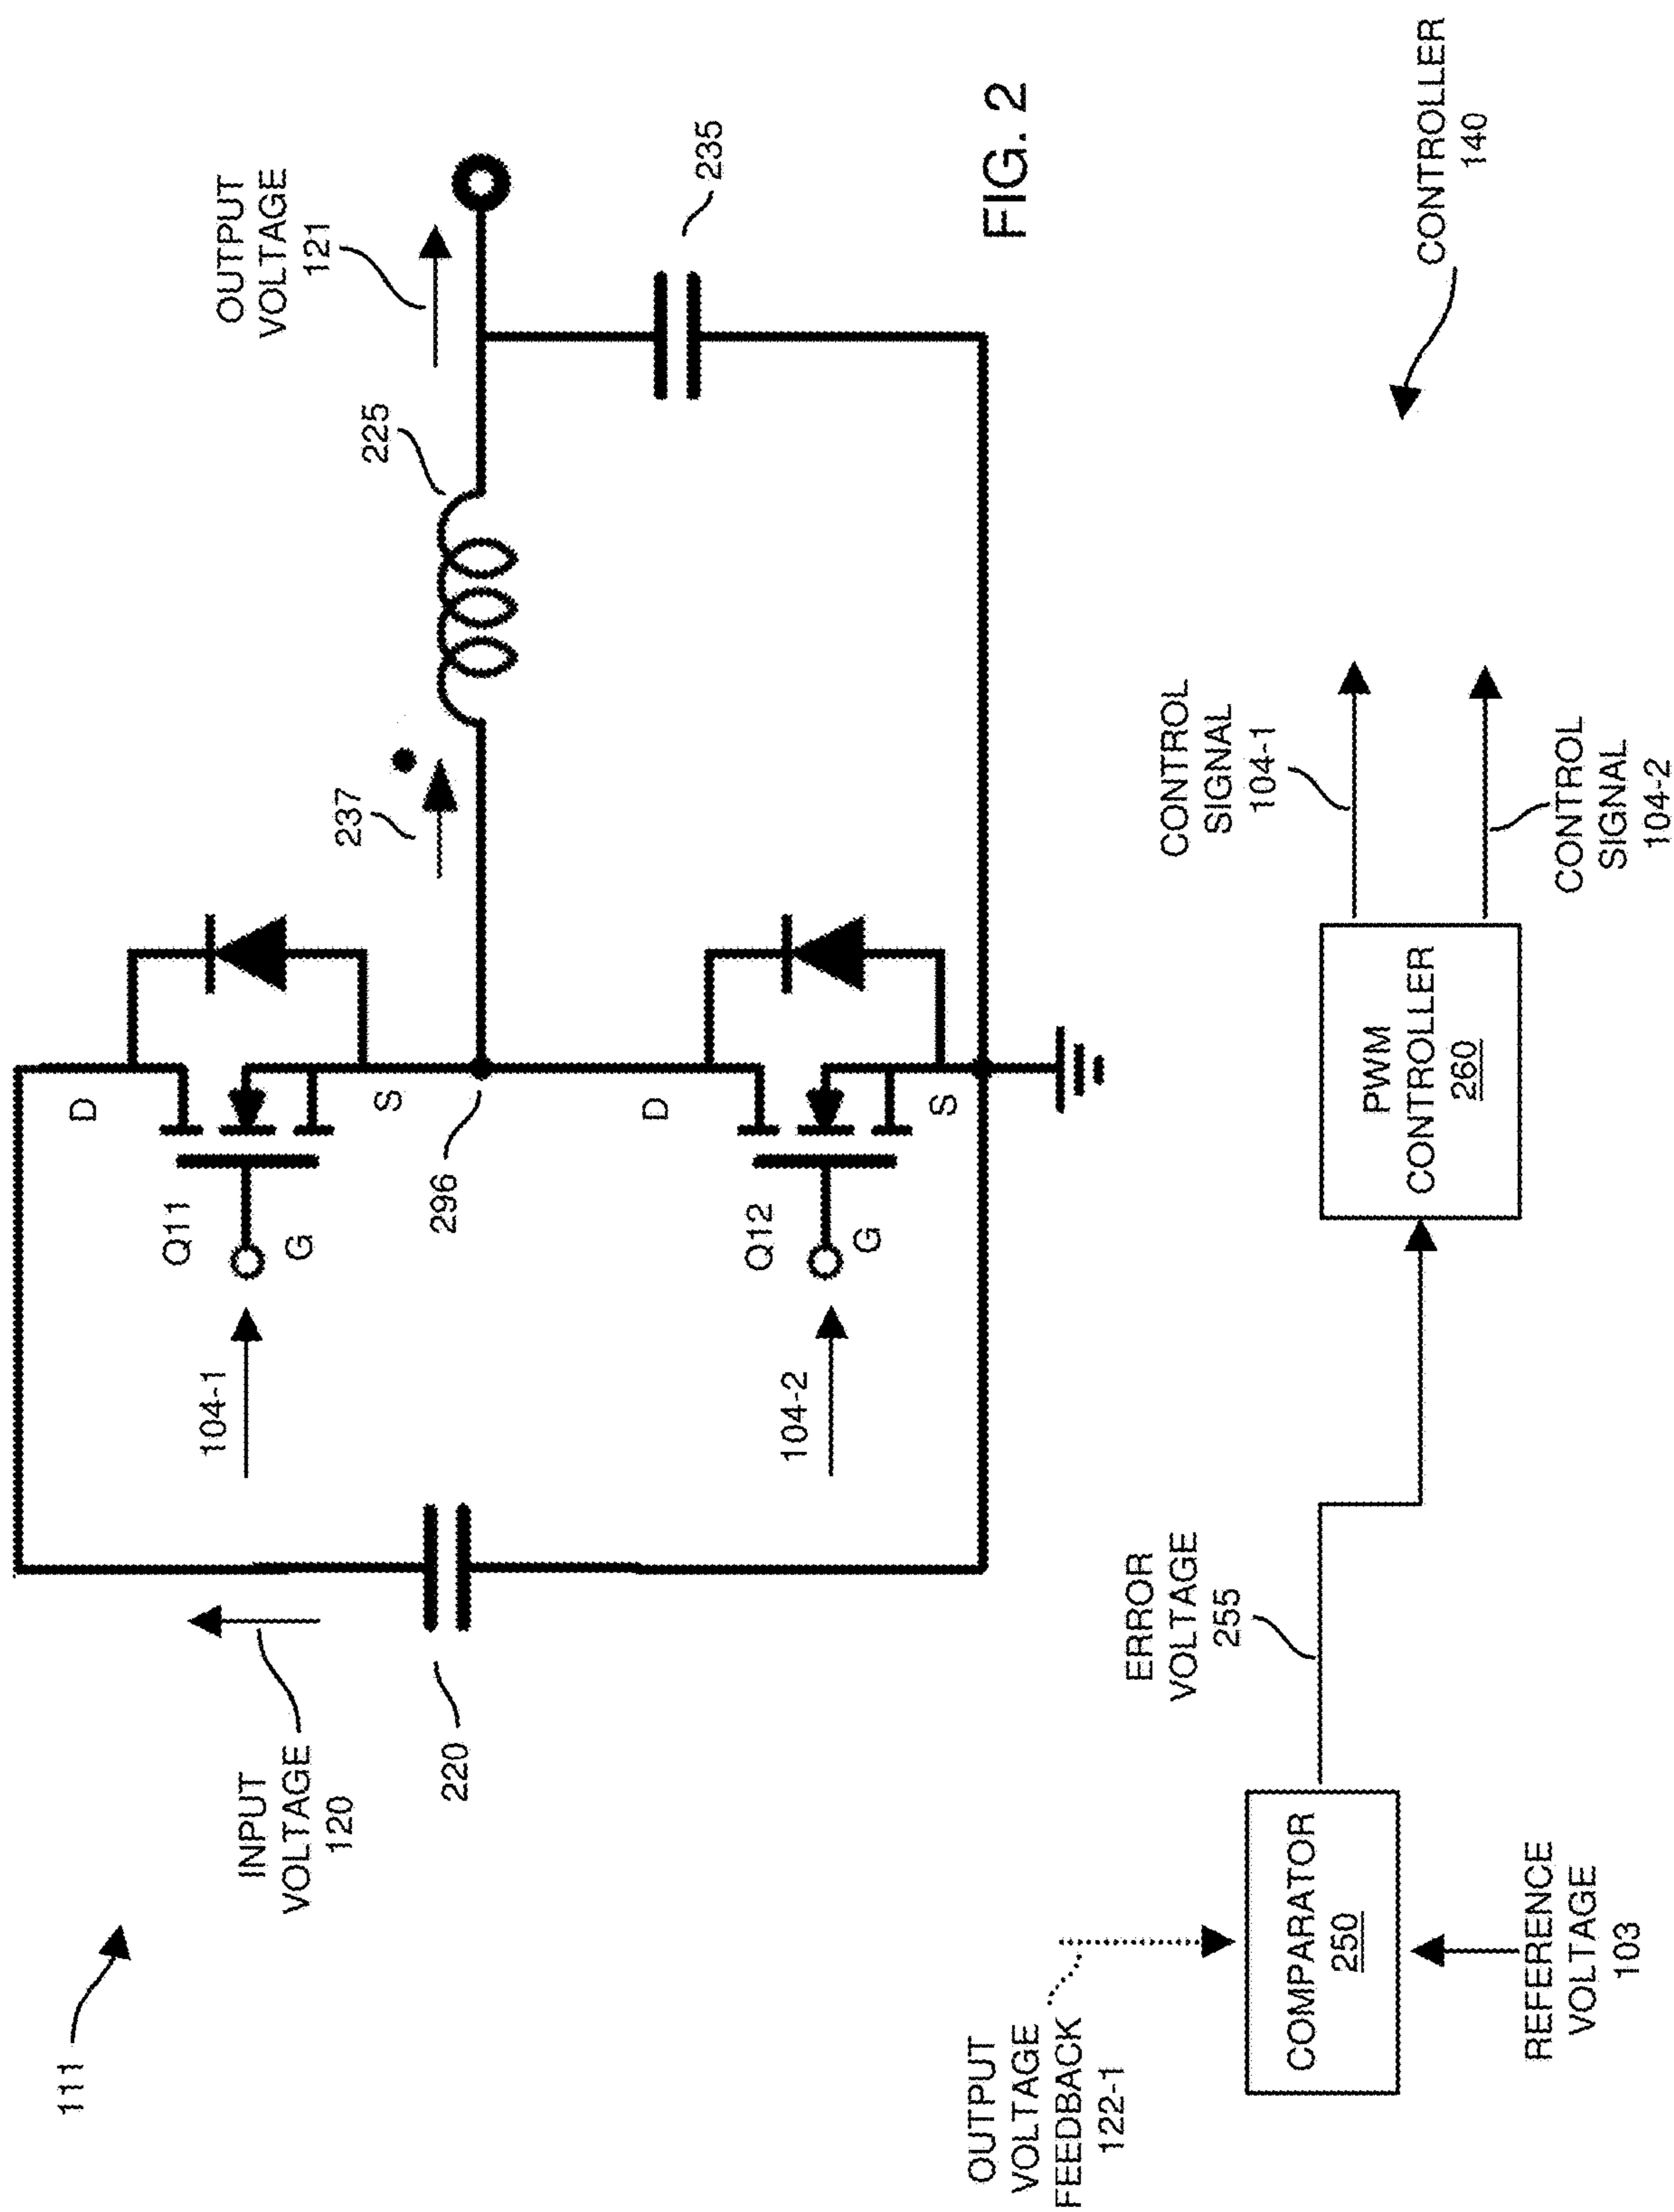 111
INPUT
VOLTAGE
120
220
104-1
Q11
G
D
S
296
104-2
Q12
G
D
S
237
225
OUTPUT
VOLTAGE
121
235
FIG. 2
OUTPUT
VOLTAGE
FEEDBACK
122-1
COMPARATOR
250
REFERENCE
VOLTAGE
103
ERROR
VOLTAGE
255
PWM
CONTROLLER
260
CONTROL
SIGNAL
104-1
CONTROL
SIGNAL
104-2
CONTROLLER
140